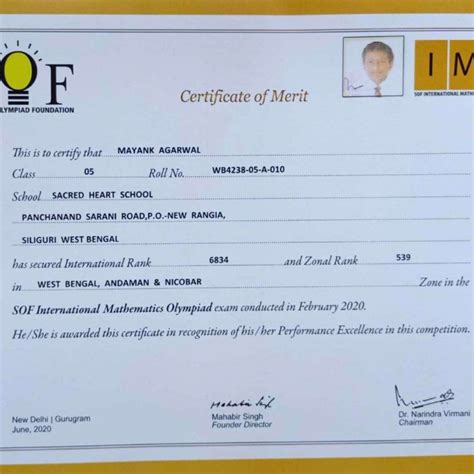 SOF
OLYMPIAD FOUNDATION
IM
SOF INTERNATIONAL MATHE
Certificate of Merit
This is to certify that MAYANK AGARWAL
Class 05 Roll No. WB4238-05-A-010
School SACRED HEART SCHOOL
PANCHANAND SARANI ROAD,P.O.-NEW RANGIA,
SILIGURI WEST BENGAL
has secured International Rank 6834 and Zonal Rank 539
in WEST BENGAL, ANDAMAN & NICOBAR Zone in the
SOF International Mathematics Olympiad exam conducted in February 2020.
He/She is awarded this certificate in recognition of his/her Performance Excellence in this competition.
New Delhi | Gurugram
June, 2020
Mahabir Singh
Mahabir Singh
Founder Director
Dr. Narindra Virmani
Chairman